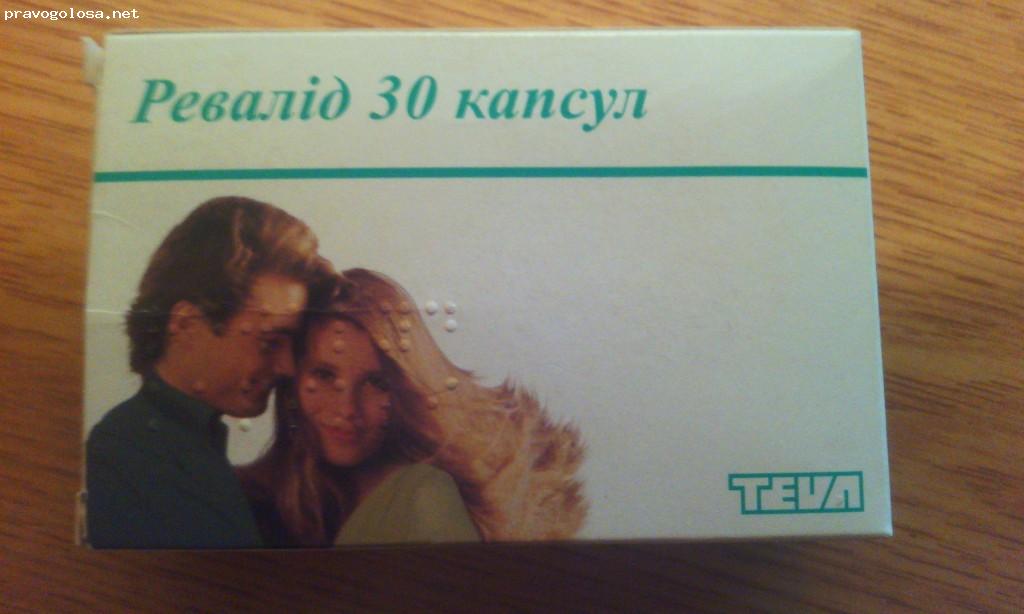 pravogolosa.net
Ревалід 30 капсул
TEVA